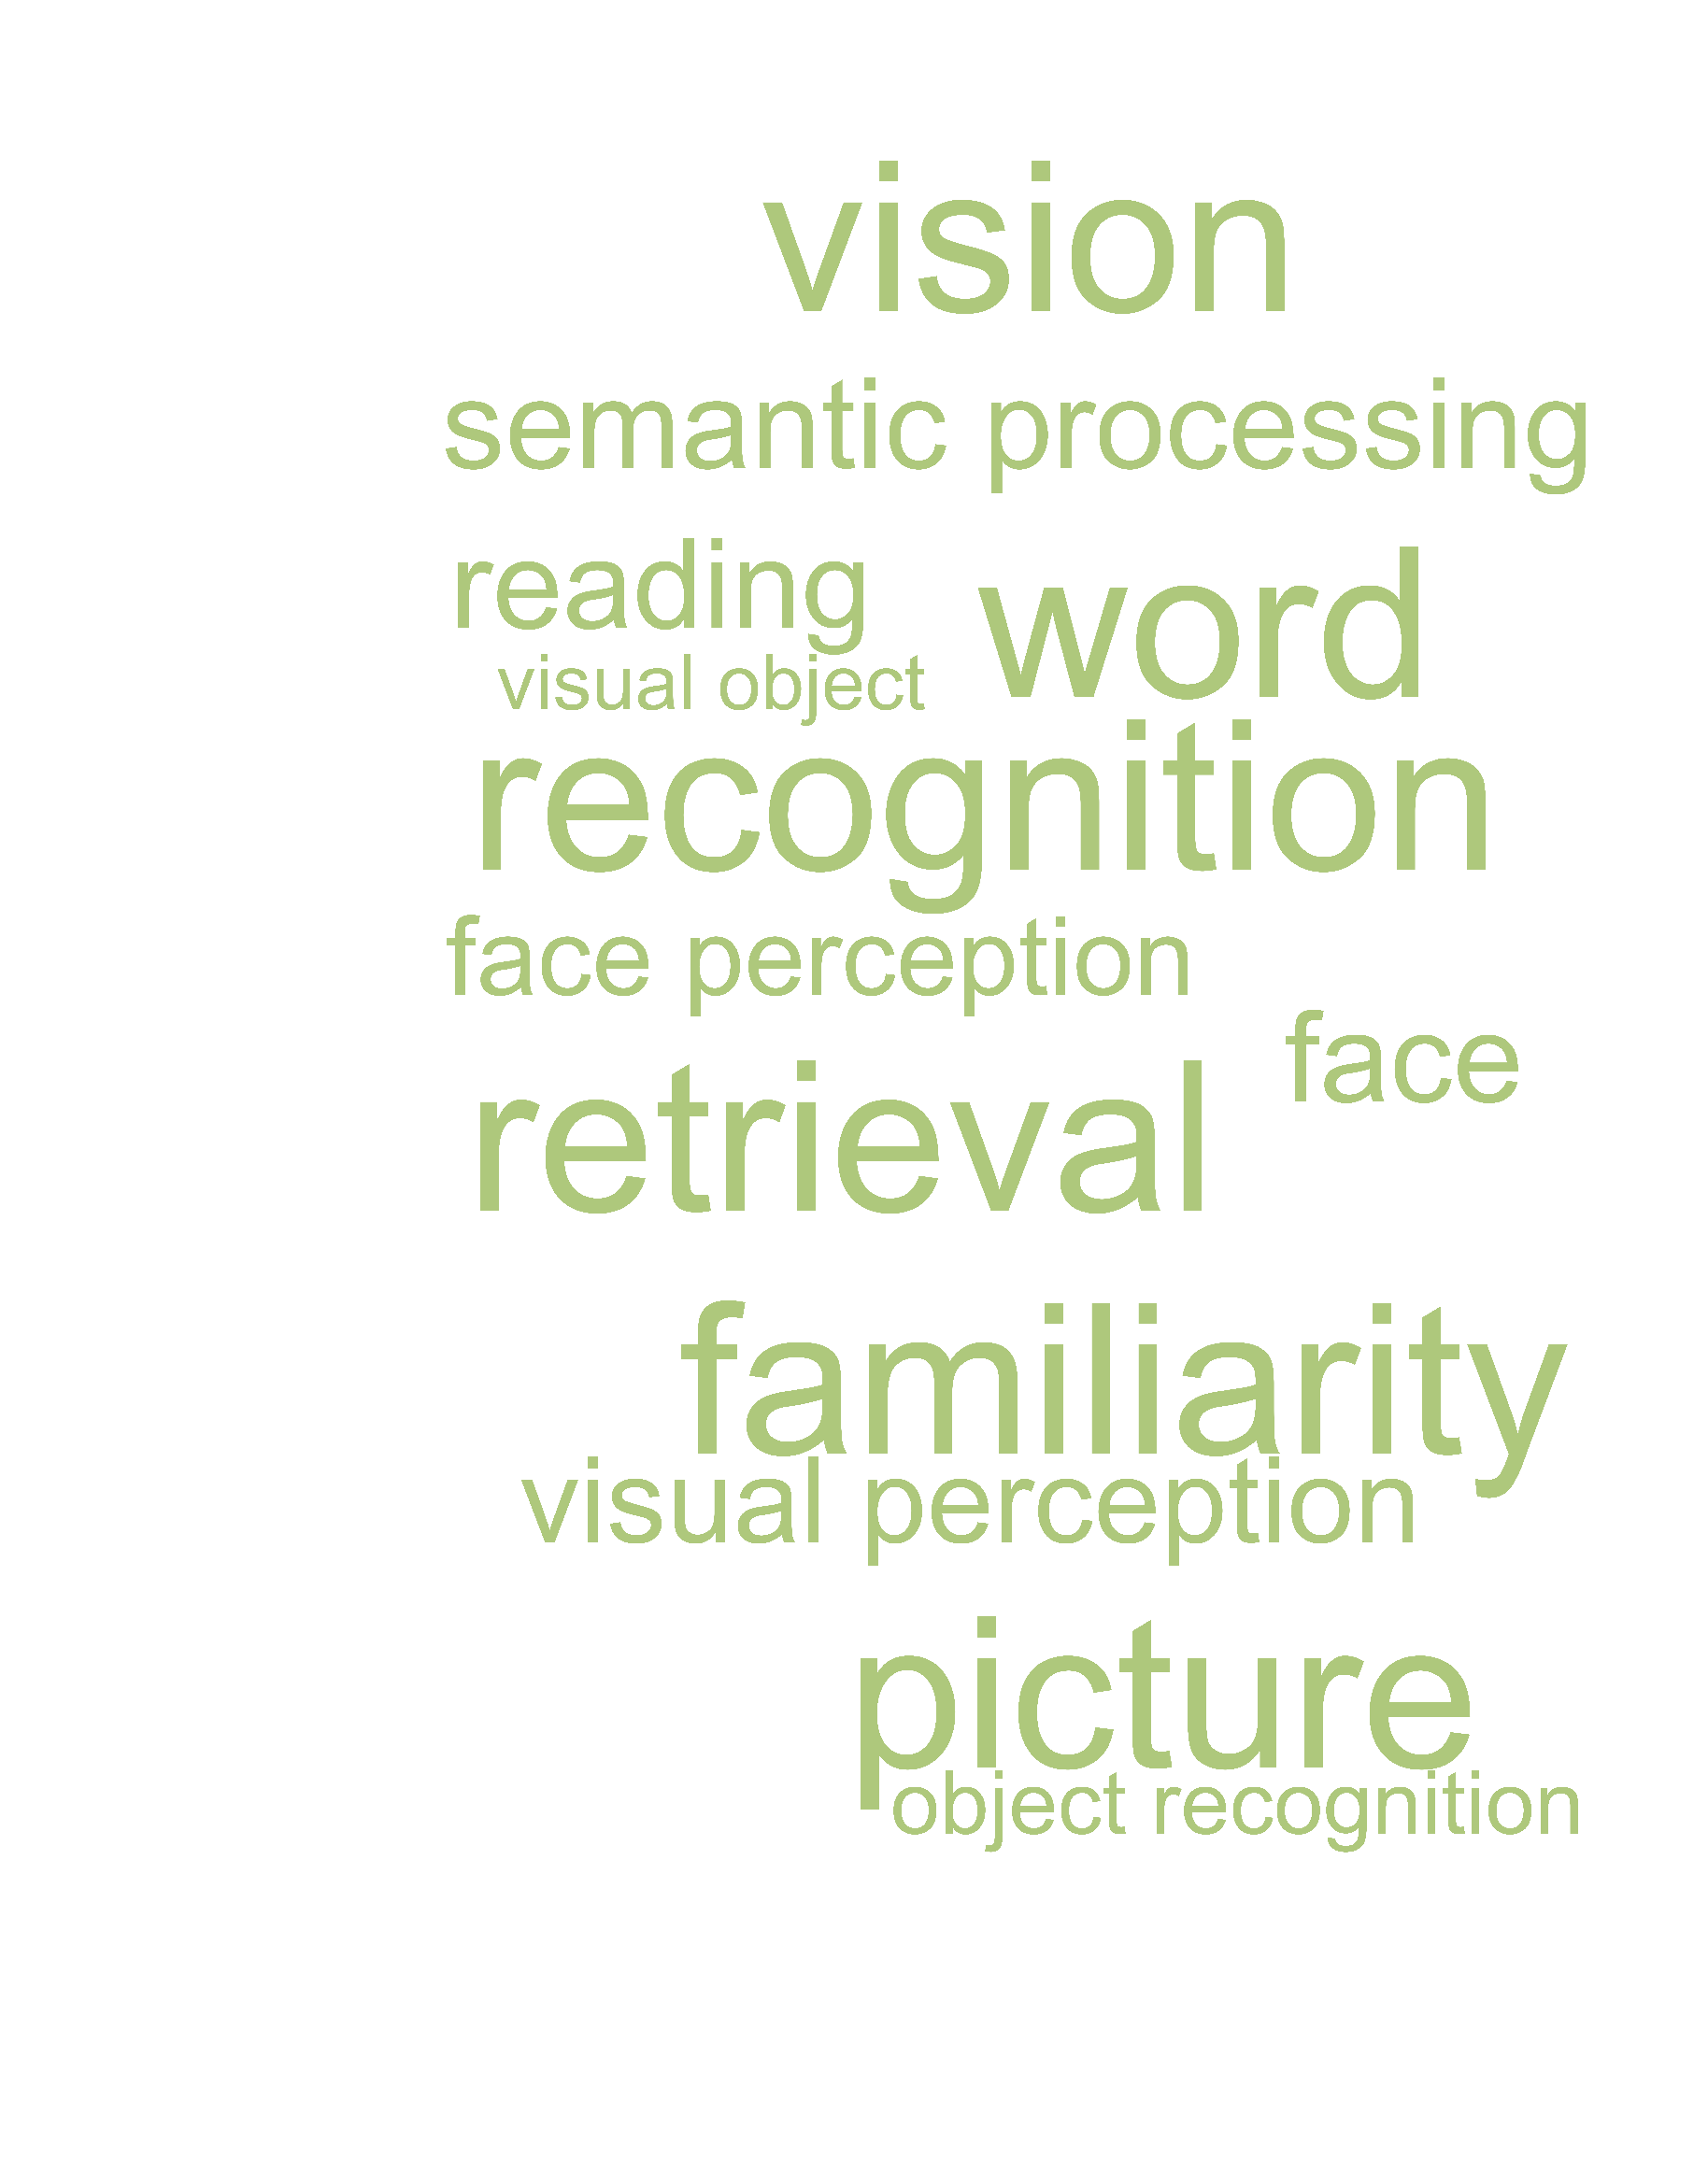 vision
semantic processing
reading
word
visual object
recognition
face perception
face
retrieval
familiarity
visual perception
picture
object recognition